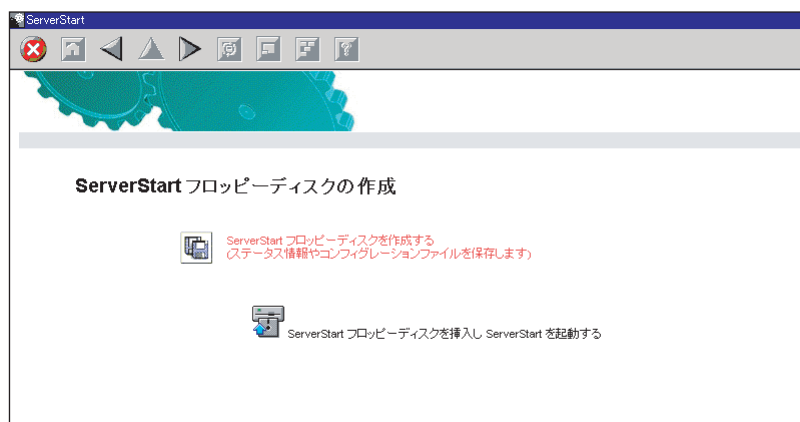 ServerStart
ServerStart フロッピーディスクの作成
ServerStart フロッピーディスクを作成する
(ステータス情報やコンフィグレーションファイルを保存します)
ServerStart フロッピーディスクを挿入し ServerStart を起動する